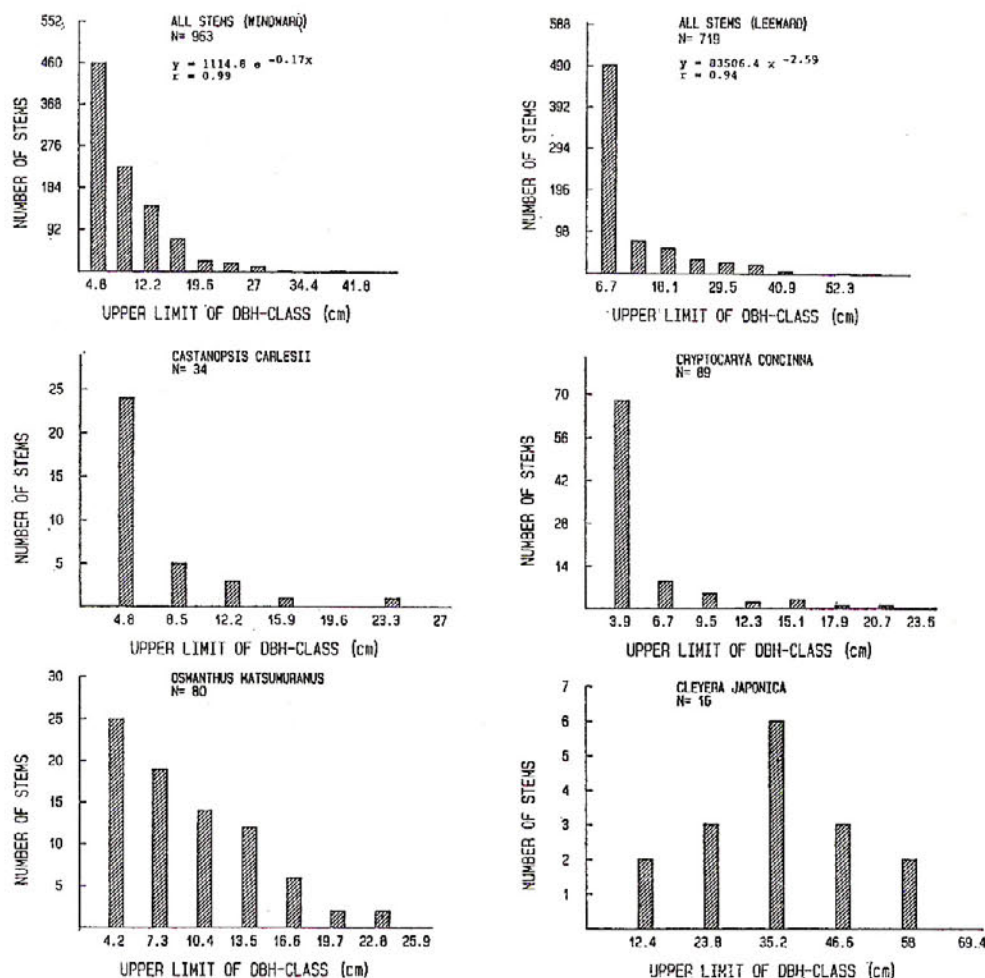 ALL STEMS (WINDWARD)
N= 963
y = 1114.8 e -0.17x
r = 0.99
552
460
368
276
184
92
NUMBER OF STEMS
4.8 12.2 19.6 27 34.4 41.8
UPPER LIMIT OF DBH-CLASS (cm)
ALL STEMS (LEEWARD)
N= 719
y = 83506.4 x -2.59
r = 0.94
588
490
392
294
196
98
NUMBER OF STEMS
6.7 18.1 29.5 40.9 52.3
UPPER LIMIT OF DBH-CLASS (cm)
CASTANOPSIS CARLESII
N= 34
25
20
15
10
5
NUMBER OF STEMS
4.8 8.5 12.2 15.9 19.6 23.3 27
UPPER LIMIT OF DBH-CLASS (cm)
CRYPTOCARYA CONCINNA
N= 89
70
56
42
28
14
NUMBER OF STEMS
3.9 6.7 9.5 12.3 15.1 17.9 20.7 23.5
UPPER LIMIT OF DBH-CLASS (cm)
OSMANTHUS MATSUMURANUS
N= 80
30
25
20
15
10
5
NUMBER OF STEMS
4.2 7.3 10.4 13.5 16.6 19.7 22.8 25.9
UPPER LIMIT OF DBH-CLASS (cm)
CLEYERA JAPONICA
N= 16
7
6
5
4
3
2
1
NUMBER OF STEMS
12.4 23.8 35.2 46.6 58 69.4
UPPER LIMIT OF DBH-CLASS (cm)